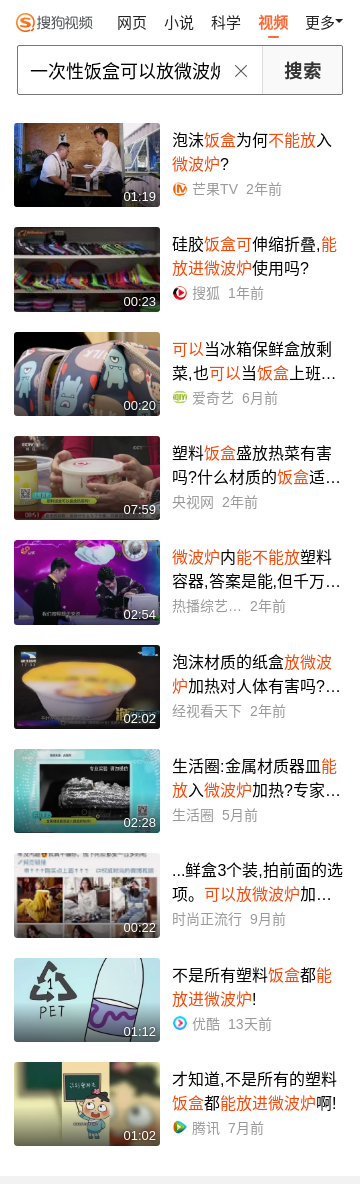 搜狗视频 网页 小说 科学 视频 更多
一次性饭盒可以放微波炉 搜索
01:19
泡沫饭盒为何不能放入
微波炉?
芒果TV 2年前
00:23
硅胶饭盒可伸缩折叠,能
放进微波炉使用吗?
搜狐 1年前
00:20
可以当冰箱保鲜盒放剩
菜,也可以当饭盒上班…
爱奇艺 6月前
07:59
塑料饭盒盛放热菜有害
吗?什么材质的饭盒适…
央视网 2年前
02:54
微波炉内能不能放塑料
容器,答案是能,但千万…
热播综艺… 2年前
02:02
泡沫材质的纸盒放微波
炉加热对人体有害吗?…
经视看天下 2年前
02:28
生活圈:金属材质器皿能
放入微波炉加热?专家…
生活圈 5月前
00:22
...鲜盒3个装,拍前面的选
项。可以放微波炉加…
时尚正流行 9月前
1
PET
01:12
不是所有塑料饭盒都能
放进微波炉!
优酷 13天前
01:02
才知道,不是所有的塑料
饭盒都能放进微波炉啊!
腾讯 7月前